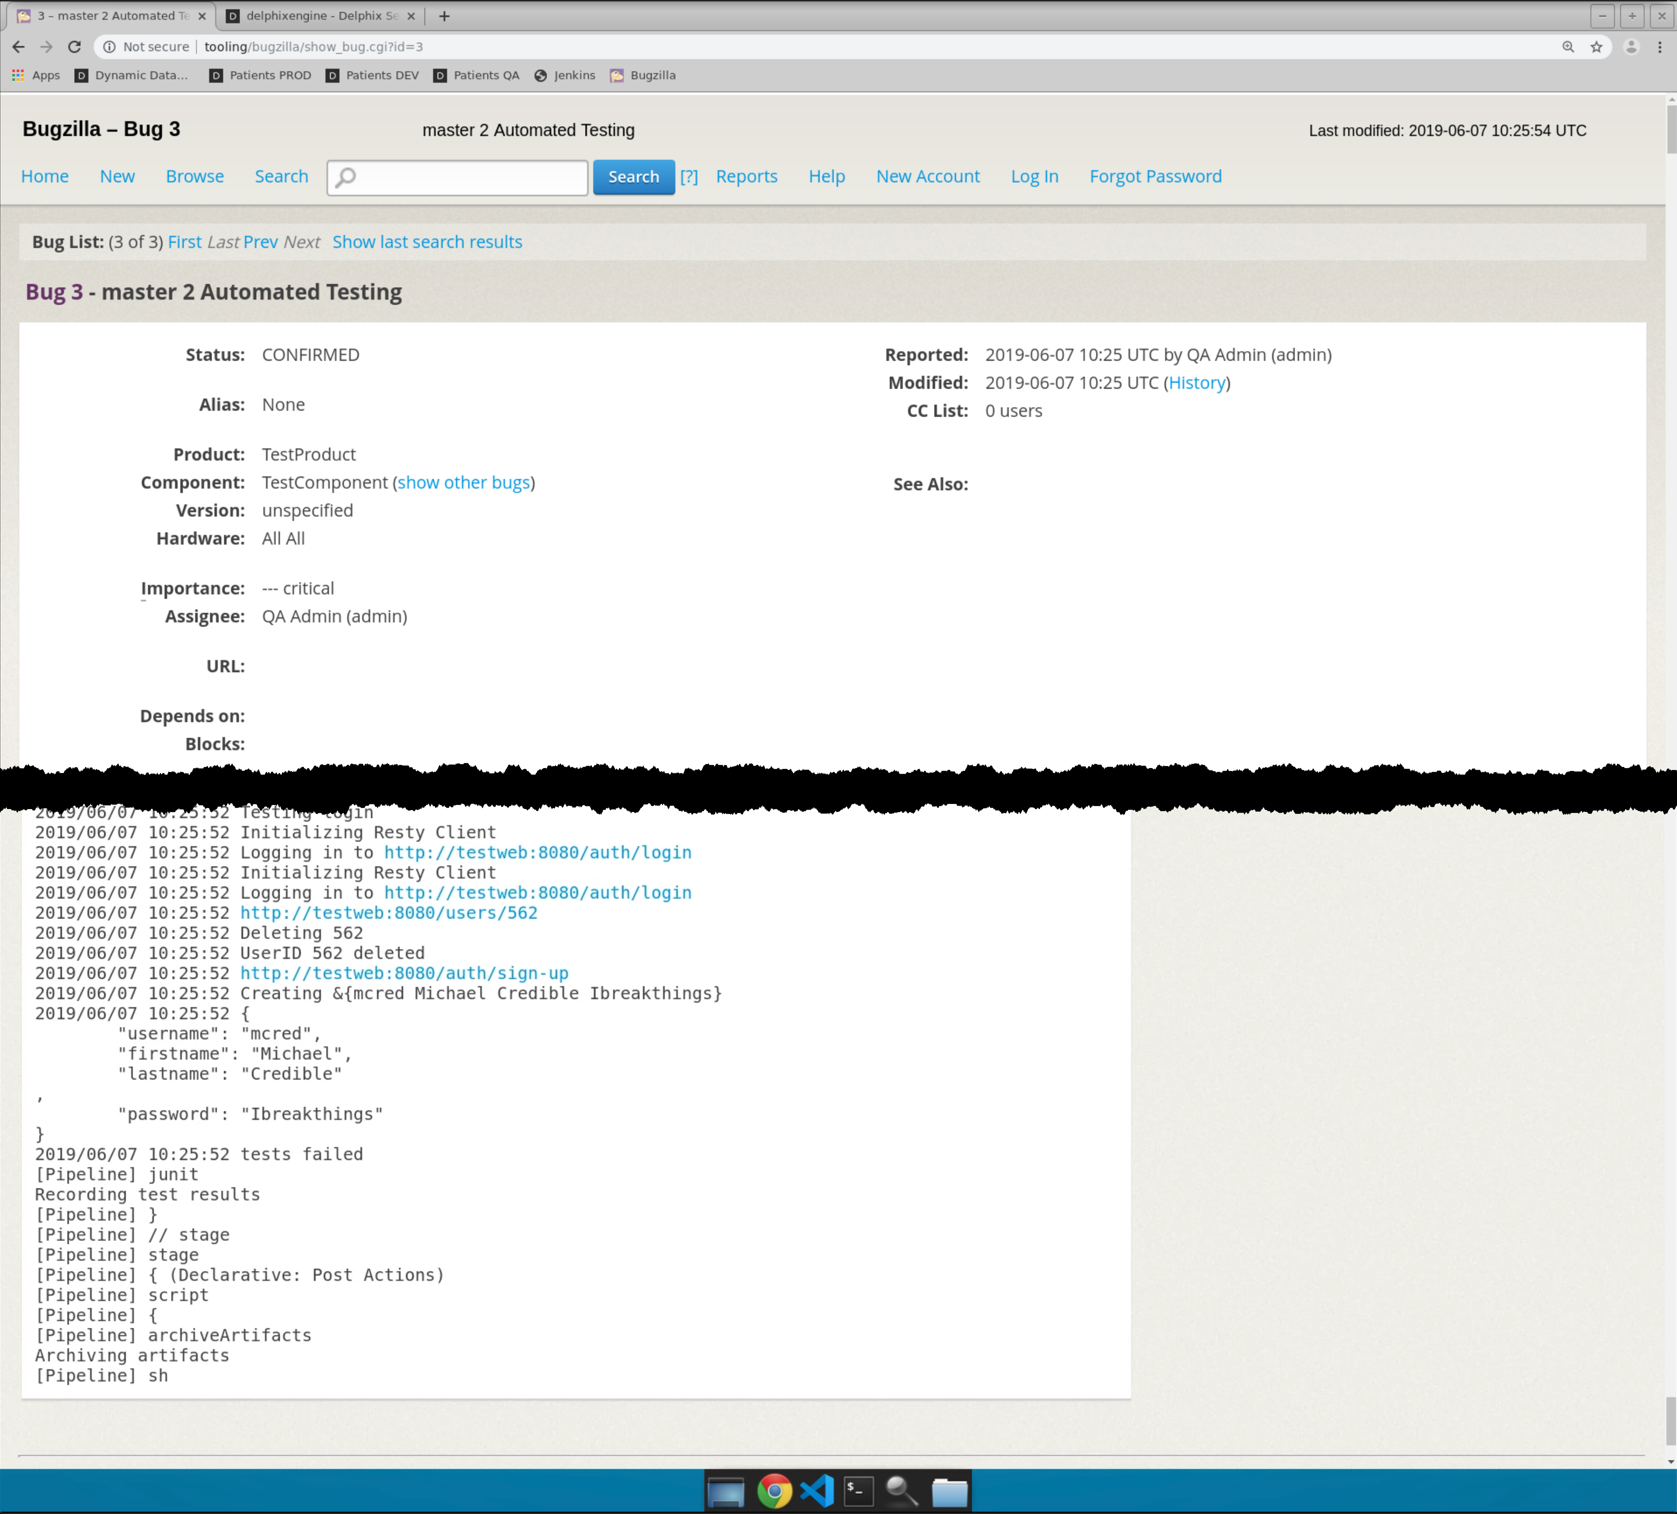 3 – master 2 Automated Te
delphixengine - Delphix Se
Not secure | tooling/bugzilla/show_bug.cgi?id=3
Apps Dynamic Data... Patients PROD Patients DEV Patients QA Jenkins Bugzilla
Bugzilla – Bug 3 master 2 Automated Testing Last modified: 2019-06-07 10:25:54 UTC
Home New Browse Search Search [?] Reports Help New Account Log In Forgot Password
Bug List: (3 of 3) First Last Prev Next Show last search results
Bug 3 - master 2 Automated Testing
Status: CONFIRMED
Alias: None
Product: TestProduct
Component: TestComponent (show other bugs)
Version: unspecified
Hardware: All All
Importance: --- critical
Assignee: QA Admin (admin)
URL:
Depends on:
Blocks:
Reported: 2019-06-07 10:25 UTC by QA Admin (admin)
Modified: 2019-06-07 10:25 UTC (History)
CC List: 0 users
See Also:
2019/06/07 10:25:52 Testing login
2019/06/07 10:25:52 Initializing Resty Client
2019/06/07 10:25:52 Logging in to http://testweb:8080/auth/login
2019/06/07 10:25:52 Initializing Resty Client
2019/06/07 10:25:52 Logging in to http://testweb:8080/auth/login
2019/06/07 10:25:52 http://testweb:8080/users/562
2019/06/07 10:25:52 Deleting 562
2019/06/07 10:25:52 UserID 562 deleted
2019/06/07 10:25:52 http://testweb:8080/auth/sign-up
2019/06/07 10:25:52 Creating &{mcred Michael Credible Ibreakthings}
2019/06/07 10:25:52 {
"username": "mcred",
"firstname": "Michael",
"lastname": "Credible"
,
"password": "Ibreakthings"
}
2019/06/07 10:25:52 tests failed
[Pipeline] junit
Recording test results
[Pipeline] }
[Pipeline] // stage
[Pipeline] stage
[Pipeline] { (Declarative: Post Actions)
[Pipeline] script
[Pipeline] {
[Pipeline] archiveArtifacts
Archiving artifacts
[Pipeline] sh